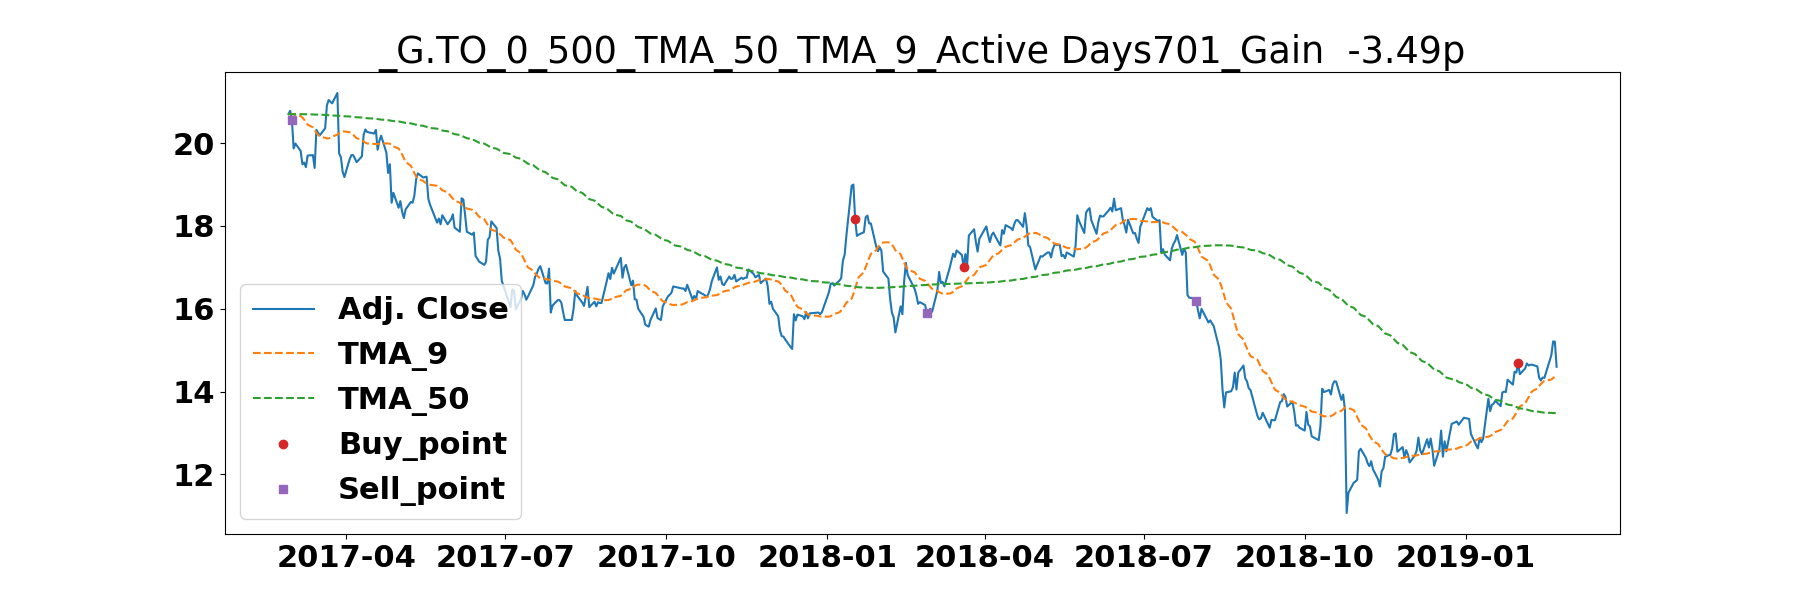 _G.TO_0_500_TMA_50_TMA_9_Active Days701_Gain  -3.49p
20
18
16
14
12
Adj. Close
TMA_9
TMA_50
Buy_point
Sell_point
2017-04 2017-07 2017-10 2018-01 2018-04 2018-07 2018-10 2019-01